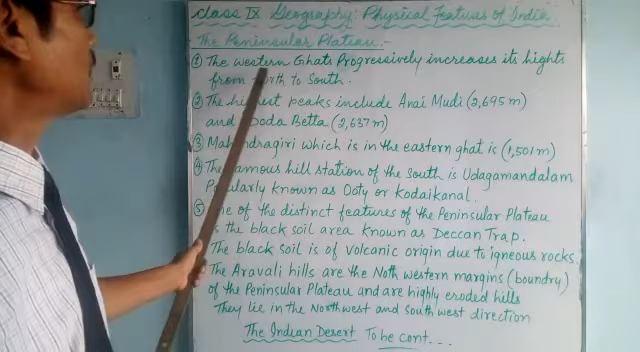 Class IX Geography: Physical Features of India
The Peninsular Plateau:-
① The western Ghats Progressively increases its hights
from north to South.
② The highest peaks include Anai Mudi (2,695 m)
and Doda Betta (2,637 m)
③ Mahendragiri which is in the eastern ghat is (1,501 m)
④ The famous hill station of the South is Udagamandalam
Popularly known as Ooty or Kodaikanal.
⑤ One of the distinct features of the Peninsular Plateau
is the black soil area known as Deccan Trap.
The black soil is of volcanic origin due to igneous rocks.
The Aravali hills are the Noth western margins (boundry)
of the Peninsular Plateau and are highly eroded hills
They lie in the Northwest and South west direction
The Indean Desert To be cont...